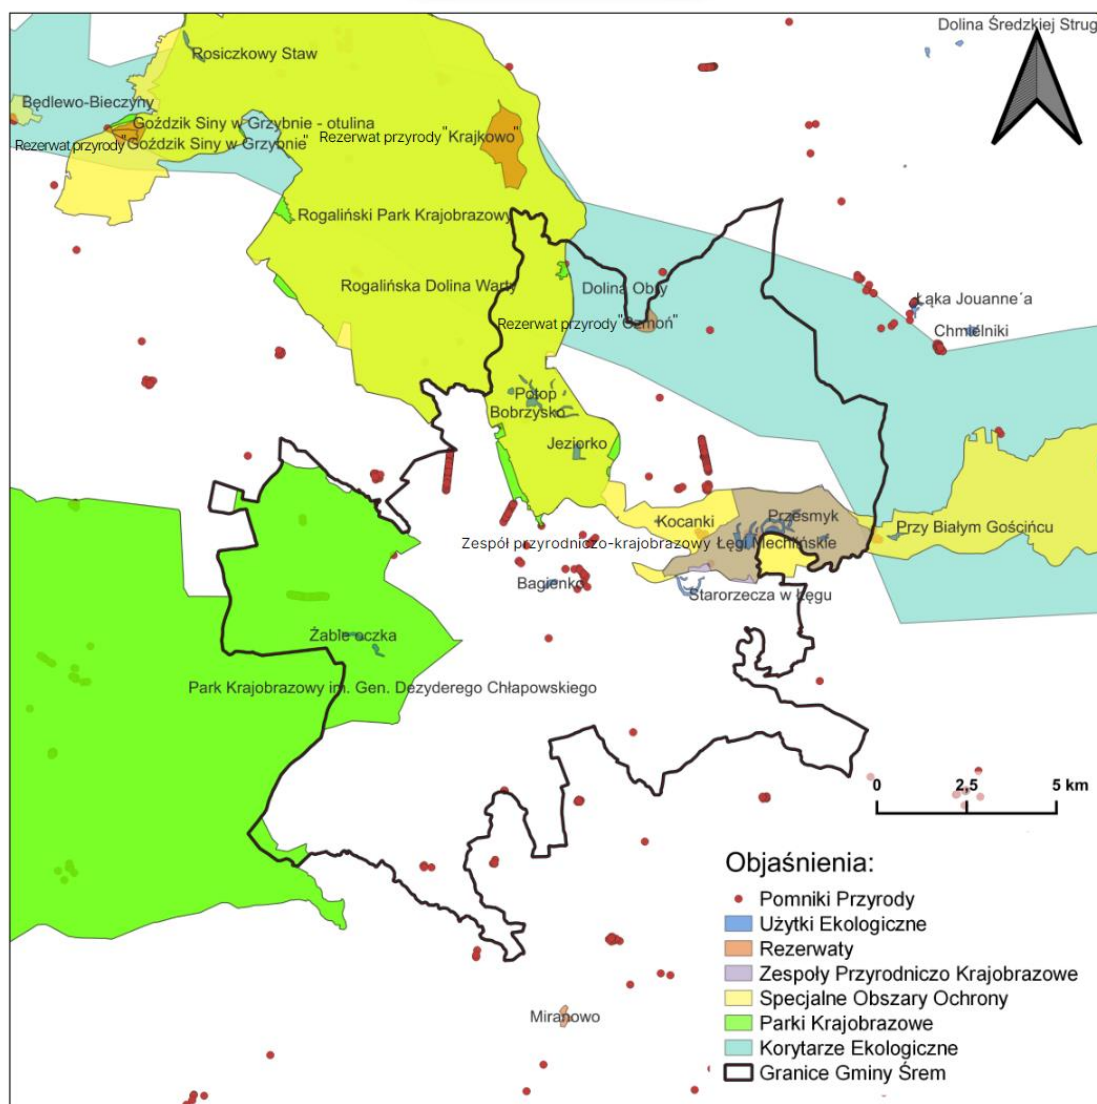 Dolina Średzkiej Strug
Rosiczkowy Staw
Będlewo-Bieczyny
Goździk Siny w Grzybnie - otulina
Rezerwat przyrody "Goździk Siny w Grzybnie"
Rezerwat przyrody "Krajkowo"
Rogaliński Park Krajobrazowy
Rogalińska Dolina Warty
Dolina Obry
Łąka Jouanne´a
Rezerwat przyrody "Czmoń"
Chmielniki
Potop
Bobrzysko
Jeziorko
Kocanki
Przesmyk
Przy Białym Gościńcu
Zespół przyrodniczo-krajobrazowy Łęgi Mechlińskie
Bagienko
Starorzecza w Łęgu
Żabie oczka
Park Krajobrazowy im. Gen. Dezyderego Chłapowskiego
0 2,5 5 km
Objaśnienia:
Pomniki Przyrody
Użytki Ekologiczne
Rezerwaty
Zespoły Przyrodniczo Krajobrazowe
Specjalne Obszary Ochrony
Parki Krajobrazowe
Korytarze Ekologiczne
Granice Gminy Śrem
Miranowo